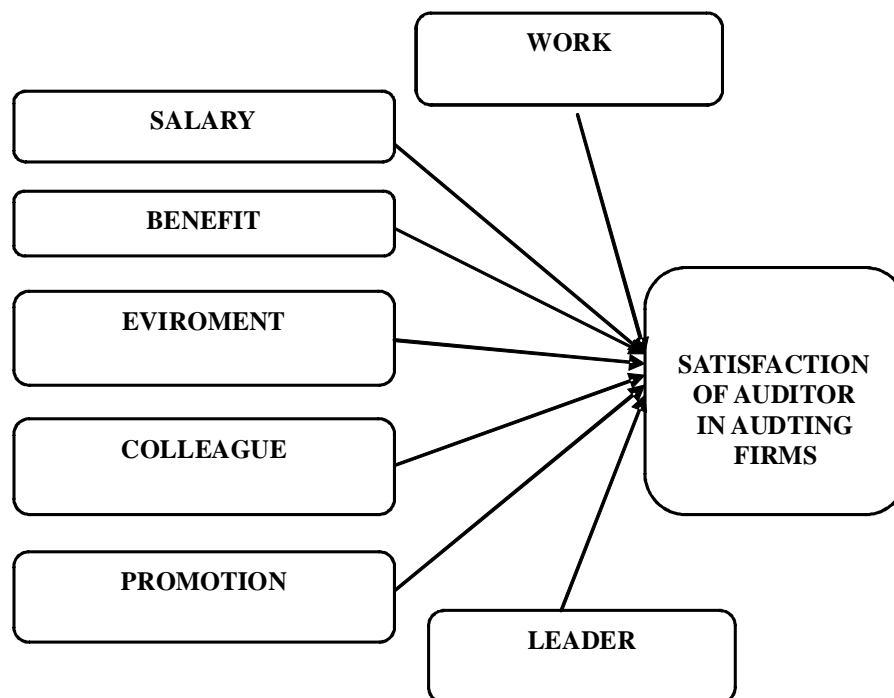 WORK
SALARY
BENEFIT
EVIROMENT
COLLEAGUE
PROMOTION
LEADER
SATISFACTION
OF AUDITOR
IN AUDTING
FIRMS